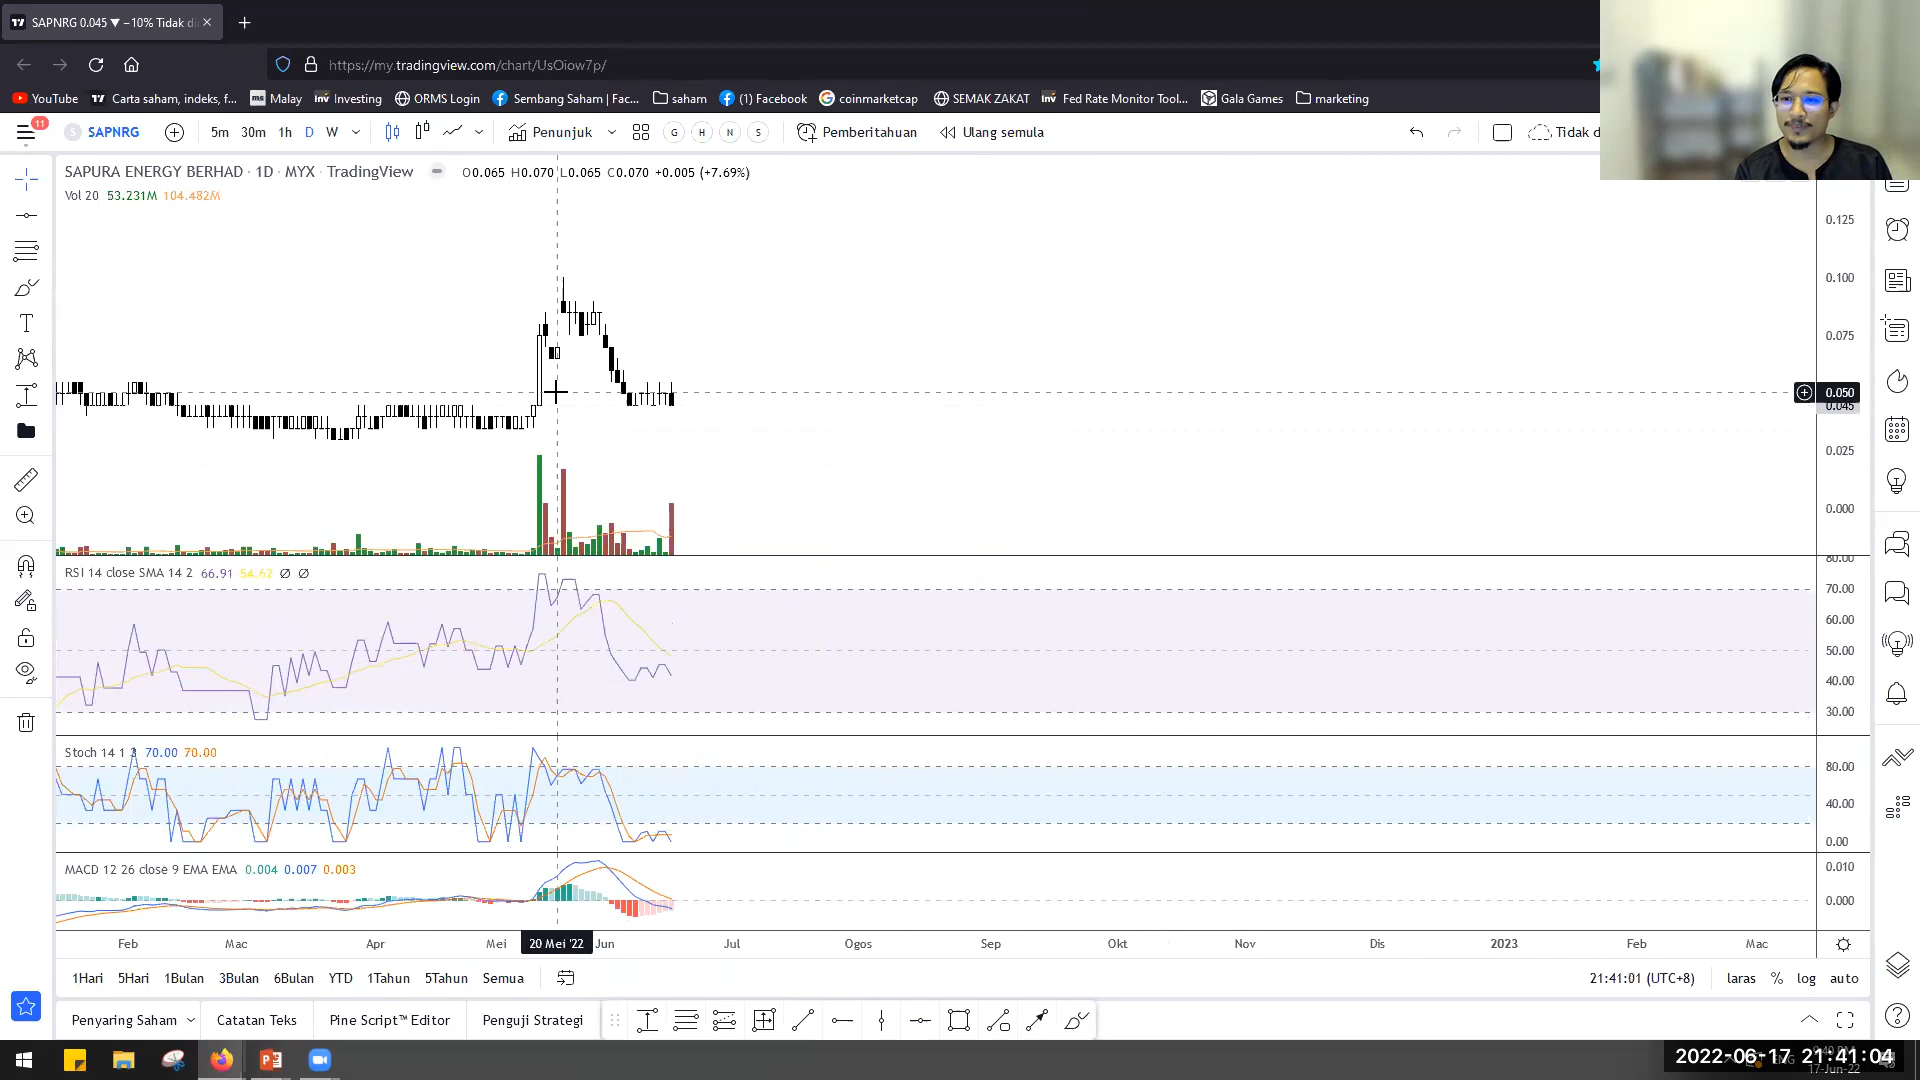 SAPNRG 0.045 ▼ −10% Tidak di
https://my.tradingview.com/chart/UsOiow7p/
YouTube Carta saham, indeks, f... Malay Investing ORMS Login Sembang Saham | Fac... saham (1) Facebook coinmarketcap SEMAK ZAKAT Fed Rate Monitor Tool... Gala Games marketing
11 SAPNRG 5m 30m 1h D W Penunjuk G H N S Pemberitahuan Ulang semula Tidak d
SAPURA ENERGY BERHAD · 1D · MYX · TradingView O0.065 H0.070 L0.065 C0.070 +0.005 (+7.69%)
Vol 20 53.231M 104.482M
0.125
0.100
0.075
0.050
0.045
0.025
0.000
RSI 14 close SMA 14 2 66.91 54.62 Ø Ø
80.00
70.00
60.00
50.00
40.00
30.00
Stoch 14 1 3 70.00 70.00
80.00
40.00
0.00
MACD 12 26 close 9 EMA EMA 0.004 0.007 0.003
0.010
0.000
Feb Mac Apr Mei 20 Mei '22 Jun Jul Ogos Sep Okt Nov Dis 2023 Feb Mac
1Hari 5Hari 1Bulan 3Bulan 6Bulan YTD 1Tahun 5Tahun Semua 21:41:01 (UTC+8) laras % log auto
Penyaring Saham Catatan Teks Pine Script™ Editor Penguji Strategi
2022-06-17 21:41:04
17-Jun-22